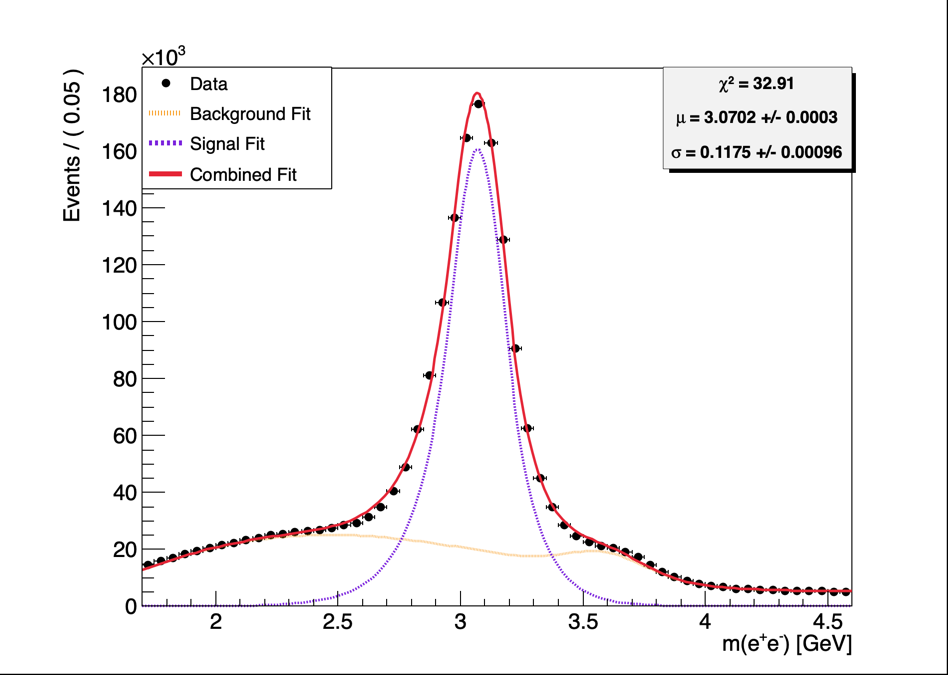 ×10³
Events / ( 0.05 )
180
160
140
120
100
80
60
40
20
0
Data
Background Fit
Signal Fit
Combined Fit
χ² = 32.91
μ = 3.0702 +/- 0.0003
σ = 0.1175 +/- 0.00096
2 2.5 3 3.5 4 4.5
m(e⁺e⁻) [GeV]